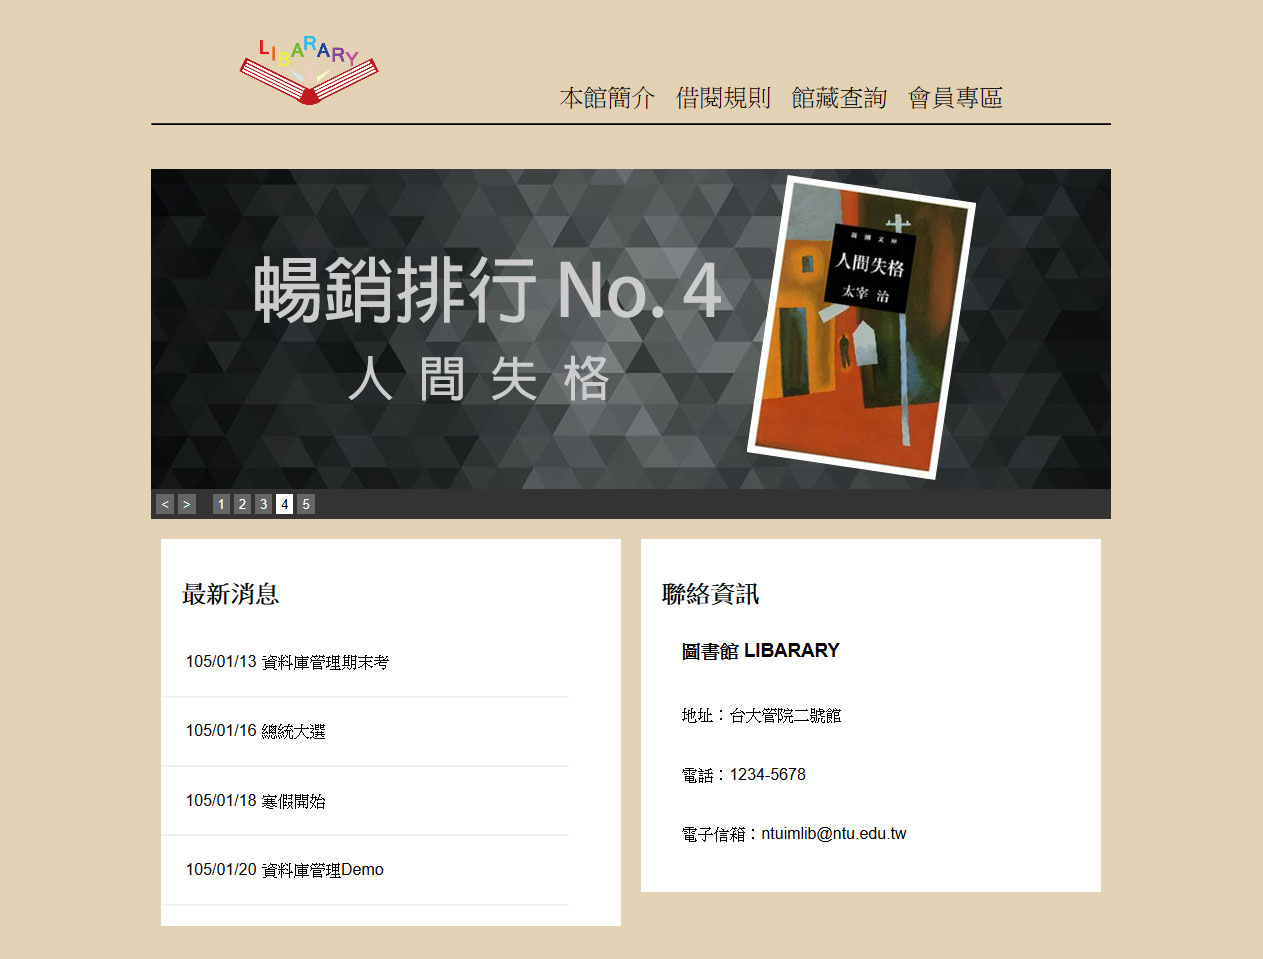 LIBARARY
本館簡介 借閱規則 館藏查詢 會員專區
暢銷排行 No. 4
人間失格
新潮文庫
人間失格
太宰 治
< > 1 2 3 4 5
最新消息
105/01/13 資料庫管理期末考
105/01/16 總統大選
105/01/18 寒假開始
105/01/20 資料庫管理Demo
聯絡資訊
圖書館 LIBARARY
地址：台大管院二號館
電話：1234-5678
電子信箱：ntuimlib@ntu.edu.tw